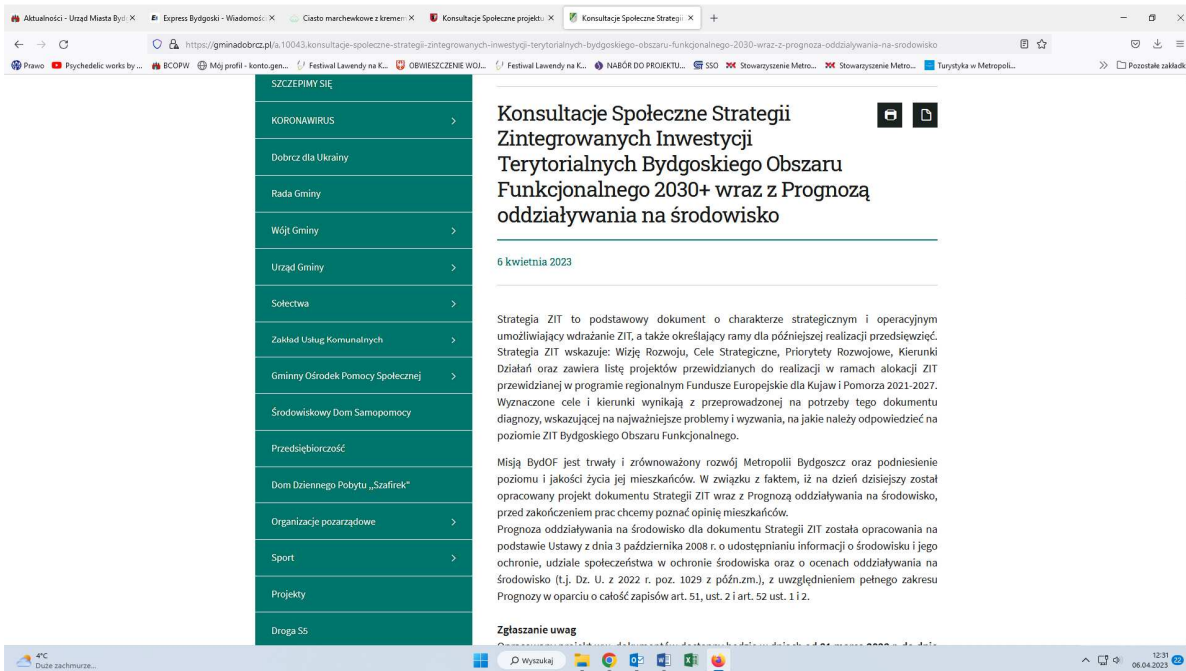 Aktualności - Urząd Miasta Byd
Express Bydgoski - Wiadomośc
Ciasto marchewkowe z kremem
Konsultacje Społeczne projektu
Konsultacje Społeczne Strategii
https://gminadobrcz.pl/a,10043,konsultacje-spoleczne-strategii-zintegrowanych-inwestycji-terytorialnych-bydgoskiego-obszaru-funkcjonalnego-2030-wraz-z-prognoza-oddzialywania-na-srodowisko
Prawo
Psychedelic works by ...
BCOPW
Mój profil - konto.gen...
Festiwal Lawendy na K...
OBWIESZCZENIE WOJ...
Festiwal Lawendy na K...
NABÓR DO PROJEKTU...
SSO
Stowarzyszenie Metro...
Stowarzyszenie Metro...
Turystyka w Metropoli...
Pozostałe zakładk
SZCZEPIMY SIĘ
KORONAWIRUS
Dobrcz dla Ukrainy
Rada Gminy
Wójt Gminy
Urząd Gminy
Sołectwa
Zakład Usług Komunalnych
Gminny Ośrodek Pomocy Społecznej
Środowiskowy Dom Samopomocy
Przedsiębiorczość
Dom Dziennego Pobytu ,,Szafirek"
Organizacje pozarządowe
Sport
Projekty
Droga S5
Konsultacje Społeczne Strategii
Zintegrowanych Inwestycji
Terytorialnych Bydgoskiego Obszaru
Funkcjonalnego 2030+ wraz z Prognozą
oddziaływania na środowisko
6 kwietnia 2023
Strategia ZIT to podstawowy dokument o charakterze strategicznym i operacyjnym
umożliwiający wdrażanie ZIT, a także określający ramy dla późniejszej realizacji przedsięwzięć.
Strategia ZIT wskazuje: Wizję Rozwoju, Cele Strategiczne, Priorytety Rozwojowe, Kierunki
Działań oraz zawiera listę projektów przewidzianych do realizacji w ramach alokacji ZIT
przewidzianej w programie regionalnym Fundusze Europejskie dla Kujaw i Pomorza 2021-2027.
Wyznaczone cele i kierunki wynikają z przeprowadzonej na potrzeby tego dokumentu
diagnozy, wskazującej na najważniejsze problemy i wyzwania, na jakie należy odpowiedzieć na
poziomie ZIT Bydgoskiego Obszaru Funkcjonalnego.
Misją BydOF jest trwały i zrównoważony rozwój Metropolii Bydgoszcz oraz podniesienie
poziomu i jakości życia jej mieszkańców. W związku z faktem, iż na dzień dzisiejszy został
opracowany projekt dokumentu Strategii ZIT wraz z Prognozą oddziaływania na środowisko,
przed zakończeniem prac chcemy poznać opinię mieszkańców.
Prognoza oddziaływania na środowisko dla dokumentu Strategii ZIT została opracowania na
podstawie Ustawy z dnia 3 października 2008 r. o udostępnianiu informacji o środowisku i jego
ochronie, udziale społeczeństwa w ochronie środowiska oraz o ocenach oddziaływania na
środowisko (t.j. Dz. U. z 2022 r. poz. 1029 z późn.zm.), z uwzględnieniem pełnego zakresu
Prognozy w oparciu o całość zapisów art. 51, ust. 2 i art. 52 ust. 1 i 2.
Zgłaszanie uwag
4°C
Duże zachmurze...
Wyszukaj
12:31
06.04.2023
22